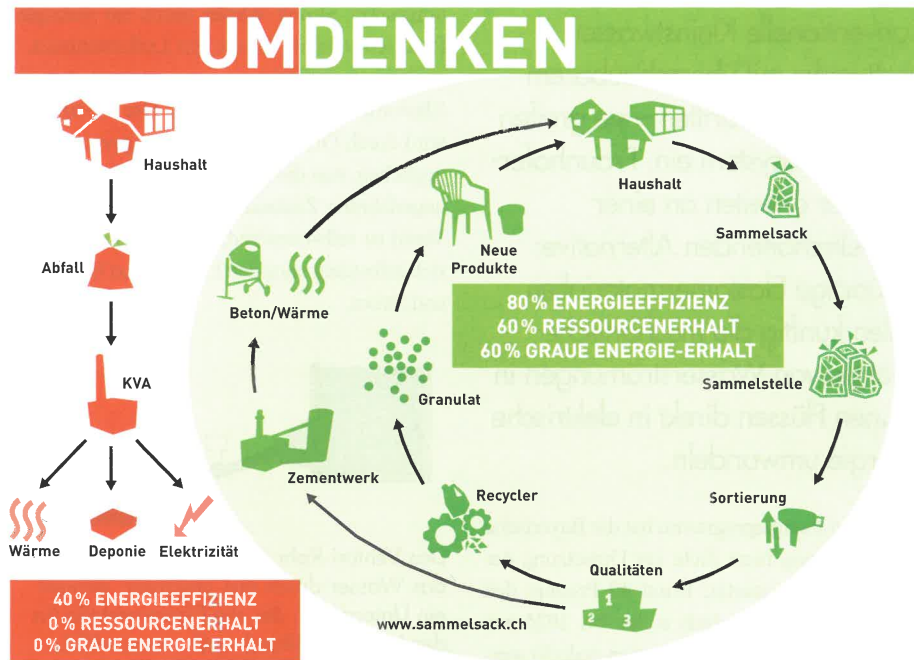 UMDENKEN
Haushalt
Abfall
KVA
Wärme
Deponie
Elektrizität
40% ENERGIEEFFIZIENZ
0% RESSOURCENERHALT
0% GRAUE ENERGIE-ERHALT
Haushalt
Sammelsack
Sammelstelle
Sortierung
Qualitäten
1
2
3
Recycler
Granulat
Neue
Produkte
Zementwerk
Beton/Wärme
80% ENERGIEEFFIZIENZ
60% RESSOURCENERHALT
60% GRAUE ENERGIE-ERHALT
www.sammelsack.ch